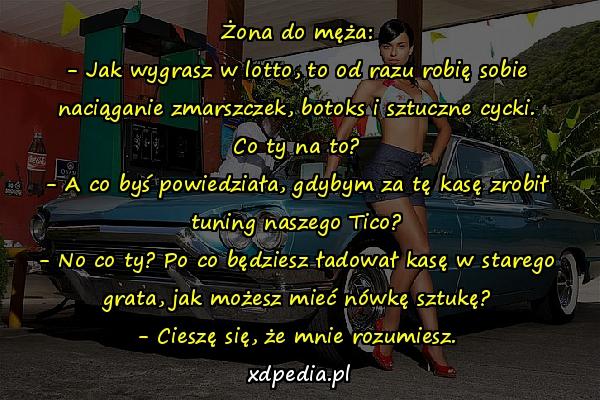 Żona do męża:
- Jak wygrasz w lotto, to od razu robię sobie
naciąganie zmarszczek, botoks i sztuczne cycki.
Co ty na to?
- A co byś powiedziała, gdybym za tę kasę zrobił
tuning naszego Tico?
- No co ty? Po co będziesz ładował kasę w starego
grata, jak możesz mieć nówkę sztukę?
- Cieszę się, że mnie rozumiesz.
xdpedia.pl
Coca-Cola